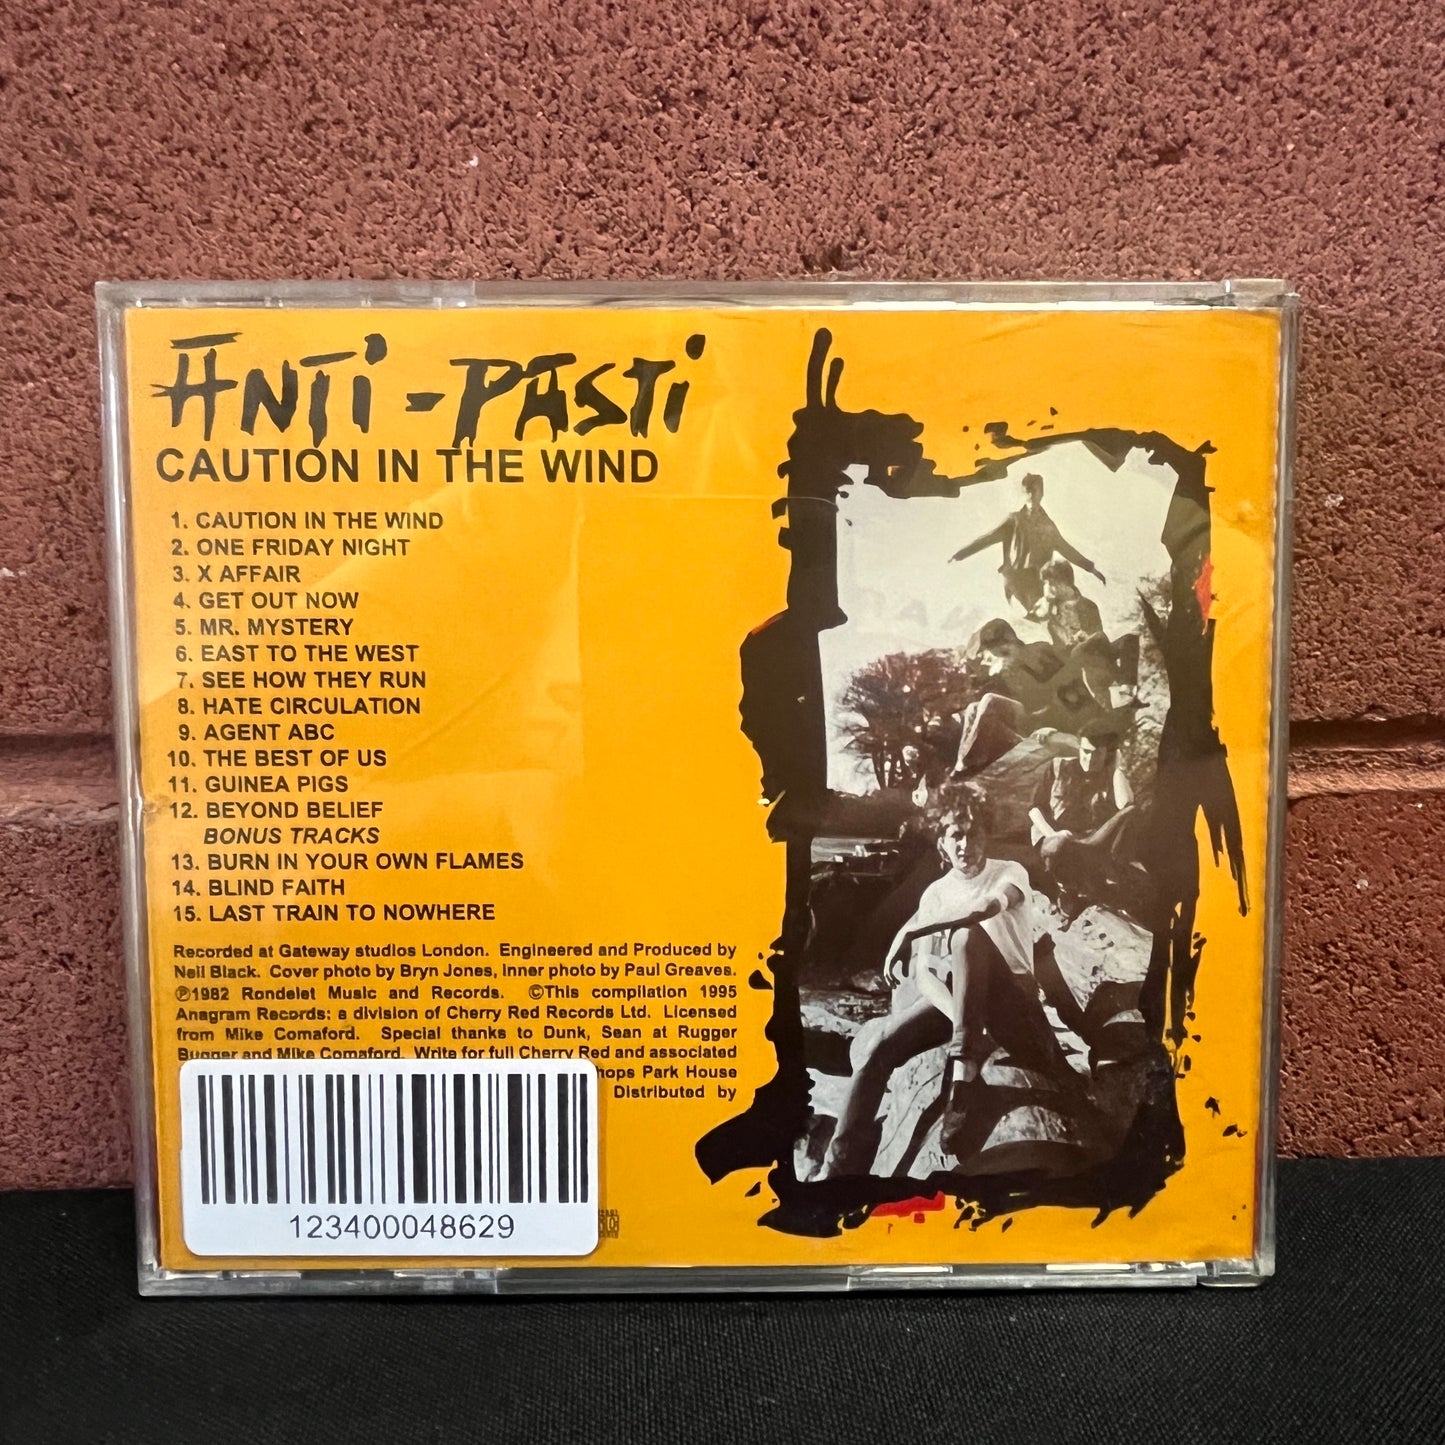 ANTi-PASTi
CAUTION IN THE WIND
1. CAUTION IN THE WIND
2. ONE FRIDAY NIGHT
3. X AFFAIR
4. GET OUT NOW
5. MR. MYSTERY
6. EAST TO THE WEST
7. SEE HOW THEY RUN
8. HATE CIRCULATION
9. AGENT ABC
10. THE BEST OF US
11. GUINEA PIGS
12. BEYOND BELIEF
BONUS TRACKS
13. BURN IN YOUR OWN FLAMES
14. BLIND FAITH
15. LAST TRAIN TO NOWHERE
Recorded at Gateway studios London. Engineered and Produced by
Neil Black. Cover photo by Bryn Jones, Inner photo by Paul Greaves.
℗1982 Rondelet Music and Records. ©This compilation 1995
Anagram Records: a division of Cherry Red Records Ltd. Licensed
from Mike Comaford. Special thanks to Dunk, Sean at Rugger
Bugger and Mike Comaford. Write for full Cherry Red and associated
hops Park House
Distributed by
123400048629